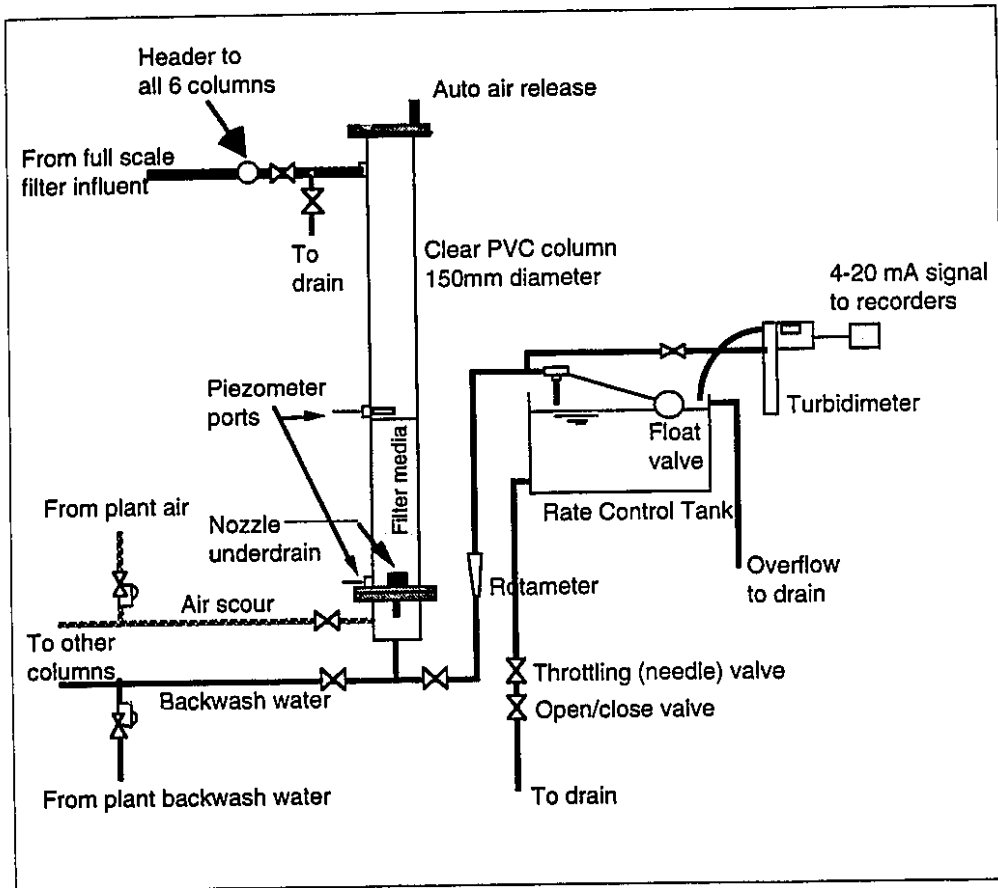 Header to
all 6 columns
Auto air release
From full scale
filter influent
To
drain
Clear PVC column
150mm diameter
4-20 mA signal
to recorders
Piezometer
ports
Turbidimeter
Float
valve
Filter media
From plant air
Nozzle
underdrain
Rate Control Tank
Overflow
to drain
Rotameter
Air scour
To other
columns
Backwash water
Throttling (needle) valve
Open/close valve
From plant backwash water
To drain